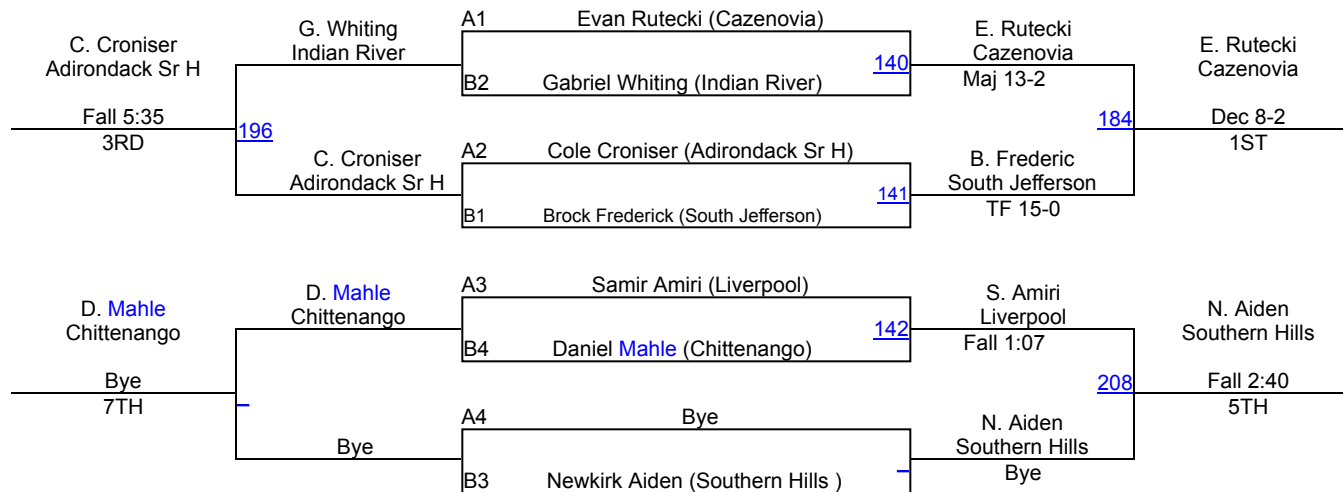 A1 Evan Rutecki (Cazenovia)
C. Croniser
Adirondack Sr H
G. Whiting
Indian River
E. Rutecki
Cazenovia
E. Rutecki
Cazenovia
140
B2 Gabriel Whiting (Indian River)
Maj 13-2
Fall 5:35
3RD
196
184
Dec 8-2
1ST
C. Croniser
Adirondack Sr H
A2 Cole Croniser (Adirondack Sr H)
B. Frederic
South Jefferson
141
TF 15-0
B1 Brock Frederick (South Jefferson)
A3 Samir Amiri (Liverpool)
D. Mahle
Chittenango
D. Mahle
Chittenango
S. Amiri
Liverpool
N. Aiden
Southern Hills
142
B4 Daniel Mahle (Chittenango)
Fall 1:07
Bye
7TH
208
Fall 2:40
5TH
A4 Bye
Bye
N. Aiden
Southern Hills
Bye
B3 Newkirk Aiden (Southern Hills )